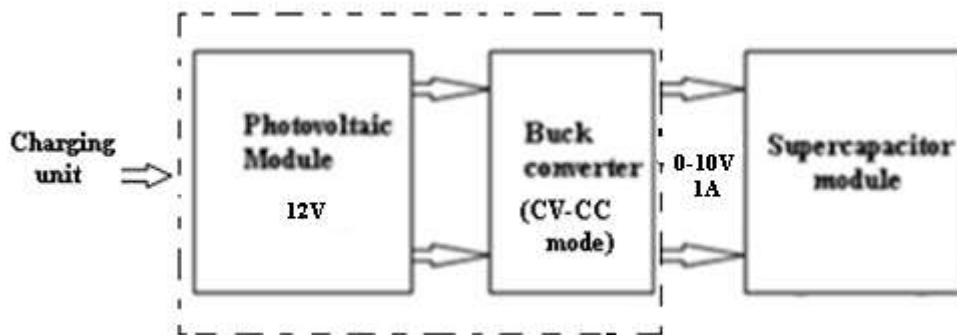 Charging
unit
Photovoltaic
Module
12V
Buck
converter
(CV-CC
mode)
0-10V
1A
Supercapacitor
module